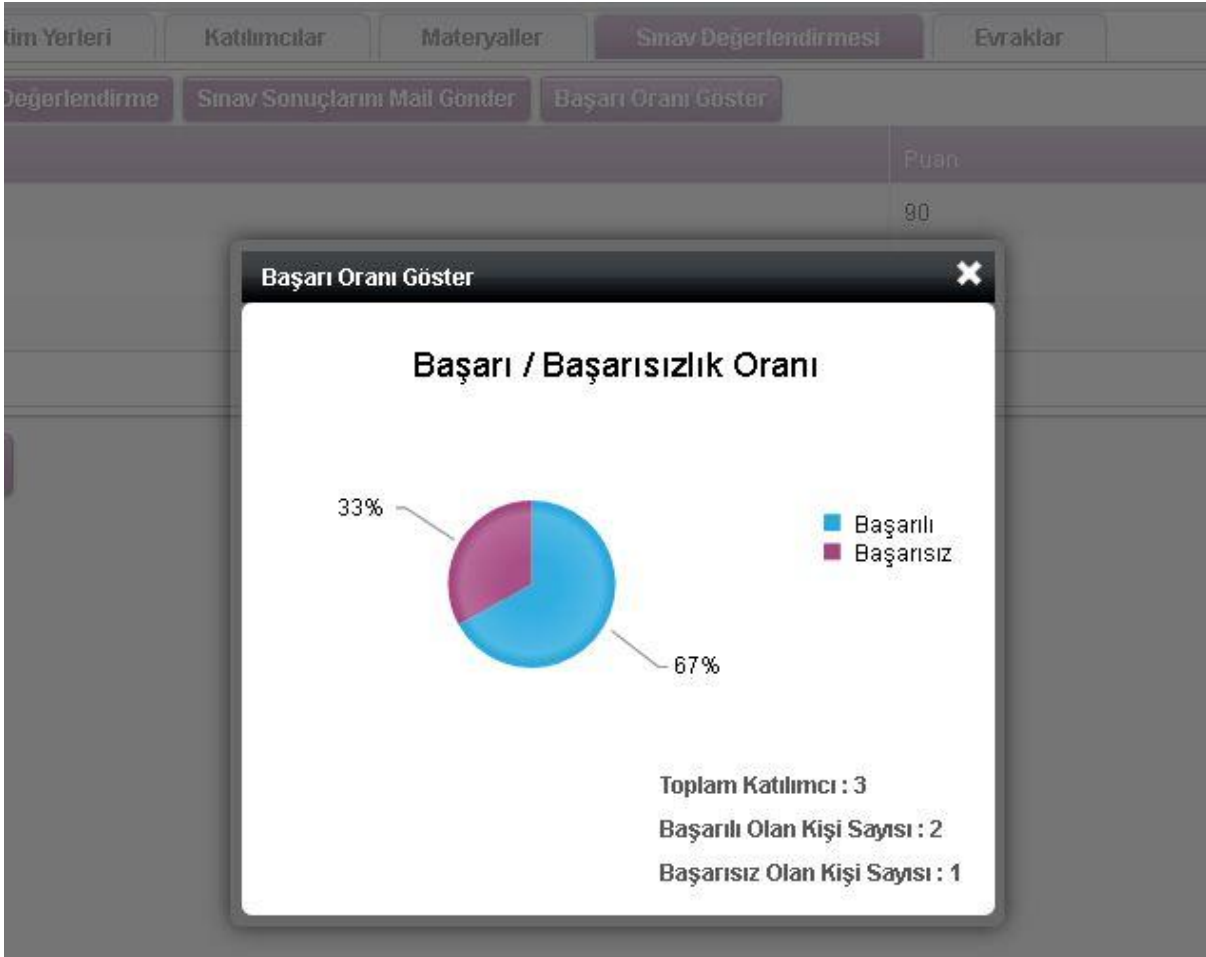 tim Yerleri Katılımcılar Materyaller Sınav Değerlendirmesi Evraklar
Değerlendirme Sınav Sonuçlarını Mail Gönder Başarı Oranı Göster
Puan
90
Başarı Oranı Göster
Başarı / Başarısızlık Oranı
33%
Başarılı
Başarısız
67%
Toplam Katılımcı : 3
Başarılı Olan Kişi Sayısı : 2
Başarısız Olan Kişi Sayısı : 1